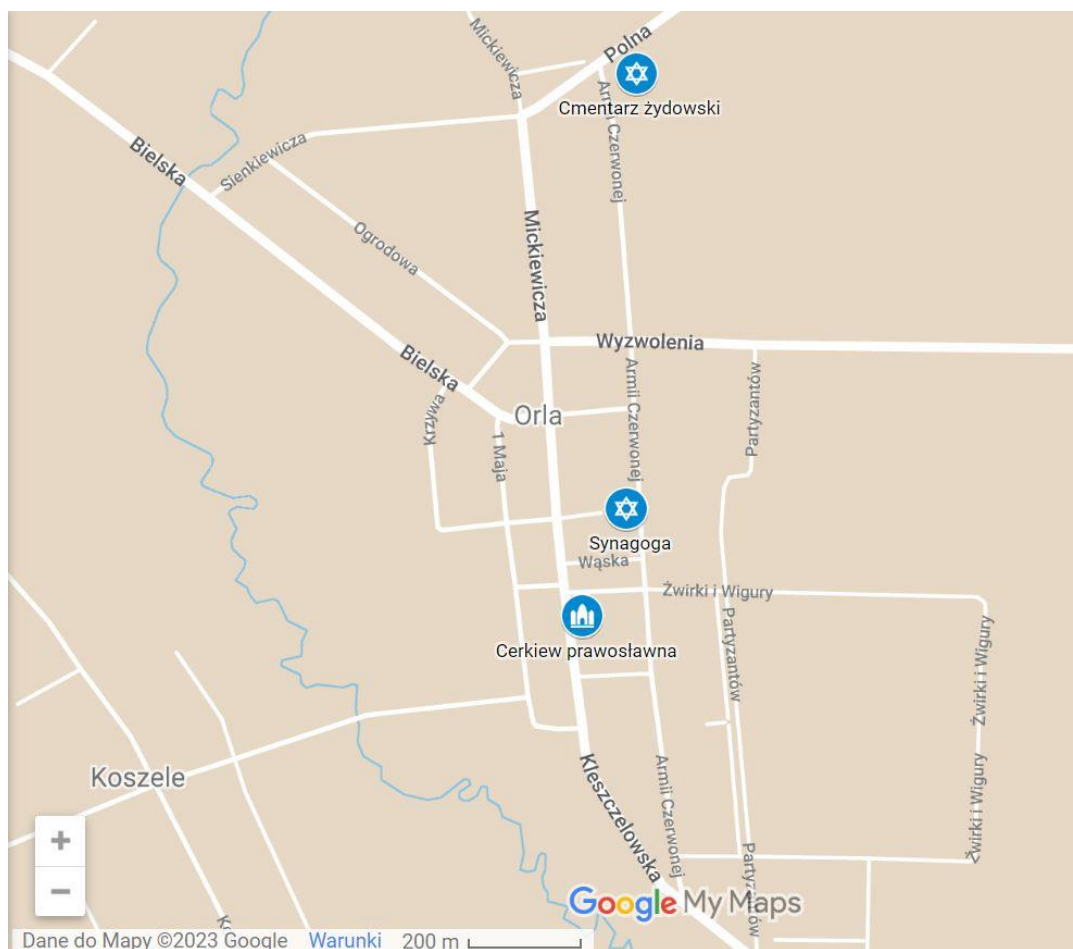 Mickiewicza
Polna
Cmentarz żydowski
Armii Czerwonej
Bielska
Sienkiewicza
Ogrodowa
Mickiewicza
Wyzwolenia
Bielska
Orla
Krzywa
1 Maja
Armii Czerwonej
Partyzantów
Synagoga
Wąska
Żwirki i Wigury
Cerkiew prawosławna
Partyzantów
Żwirki i Wigury
Koszele
Kleszczelowska
Armii Czerwonej
Żwirki i Wigury
Partyzantów
+
−
Google My Maps
Dane do Mapy ©2023 Google Warunki 200 m